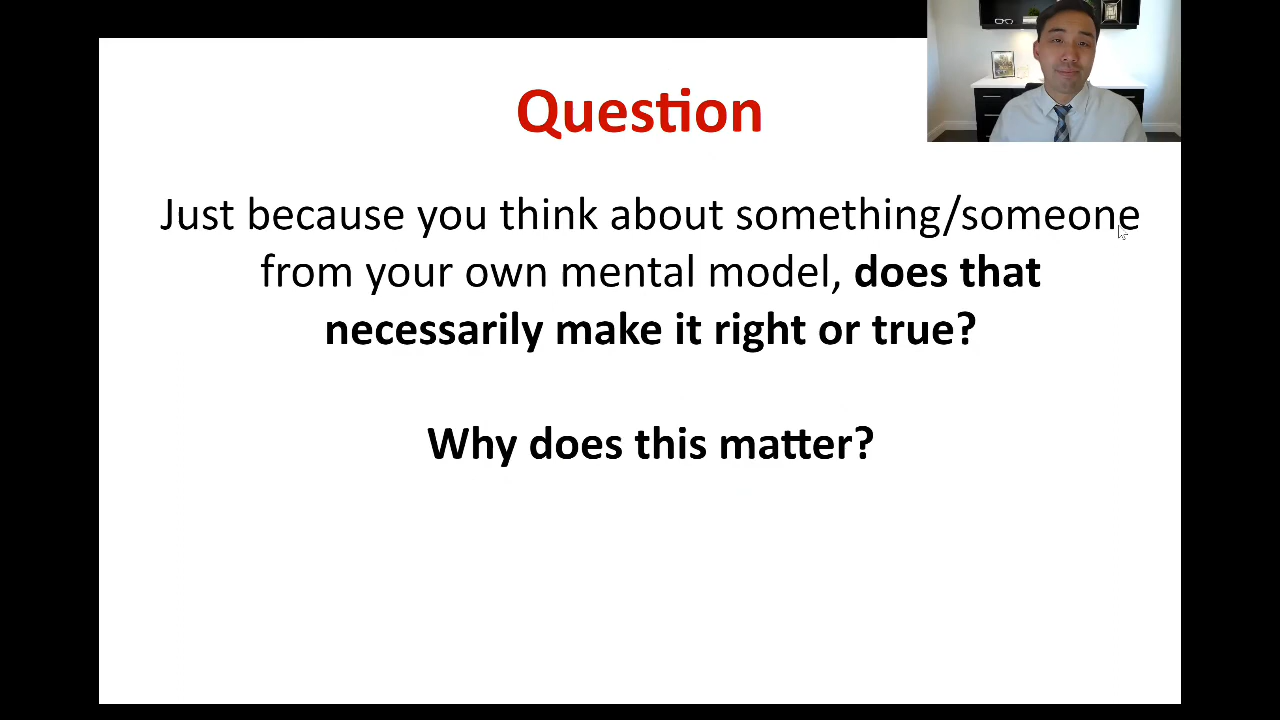 Question
Just because you think about something/someone
from your own mental model, does that
necessarily make it right or true?
Why does this matter?